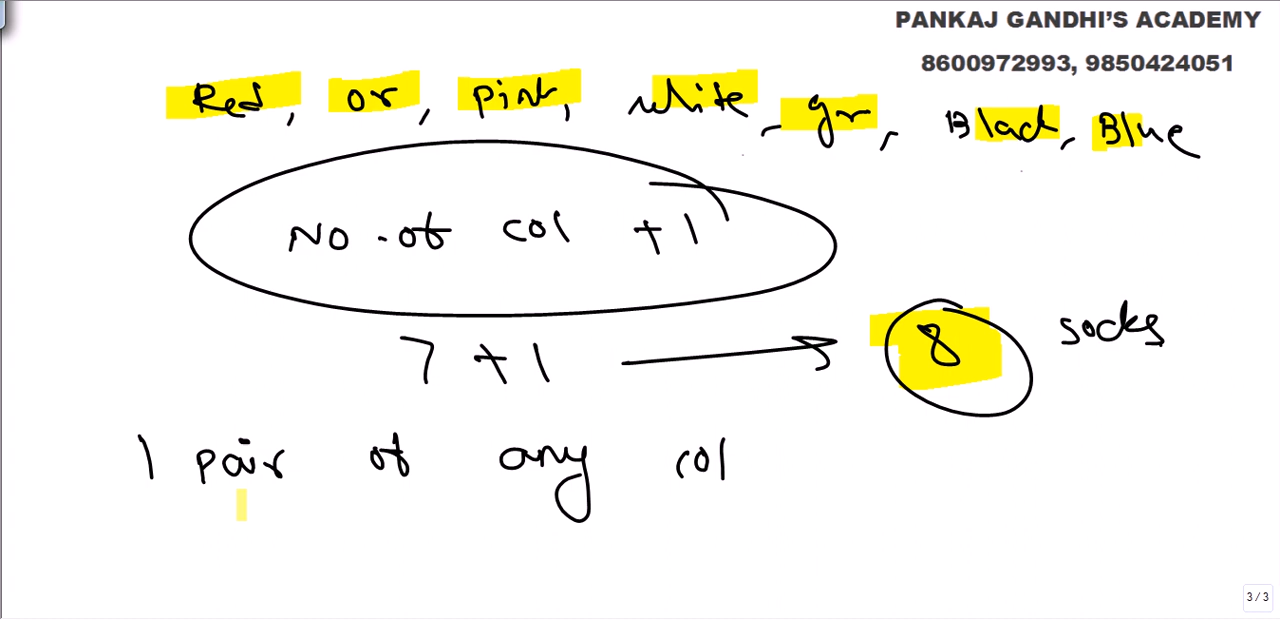 PANKAJ GANDHI'S ACADEMY
8600972993, 9850424051
Red, or, pink, white, gr, Black, Blue
No. of col +1
7 +1 → 8 socks
1 pair of any col
3 / 3